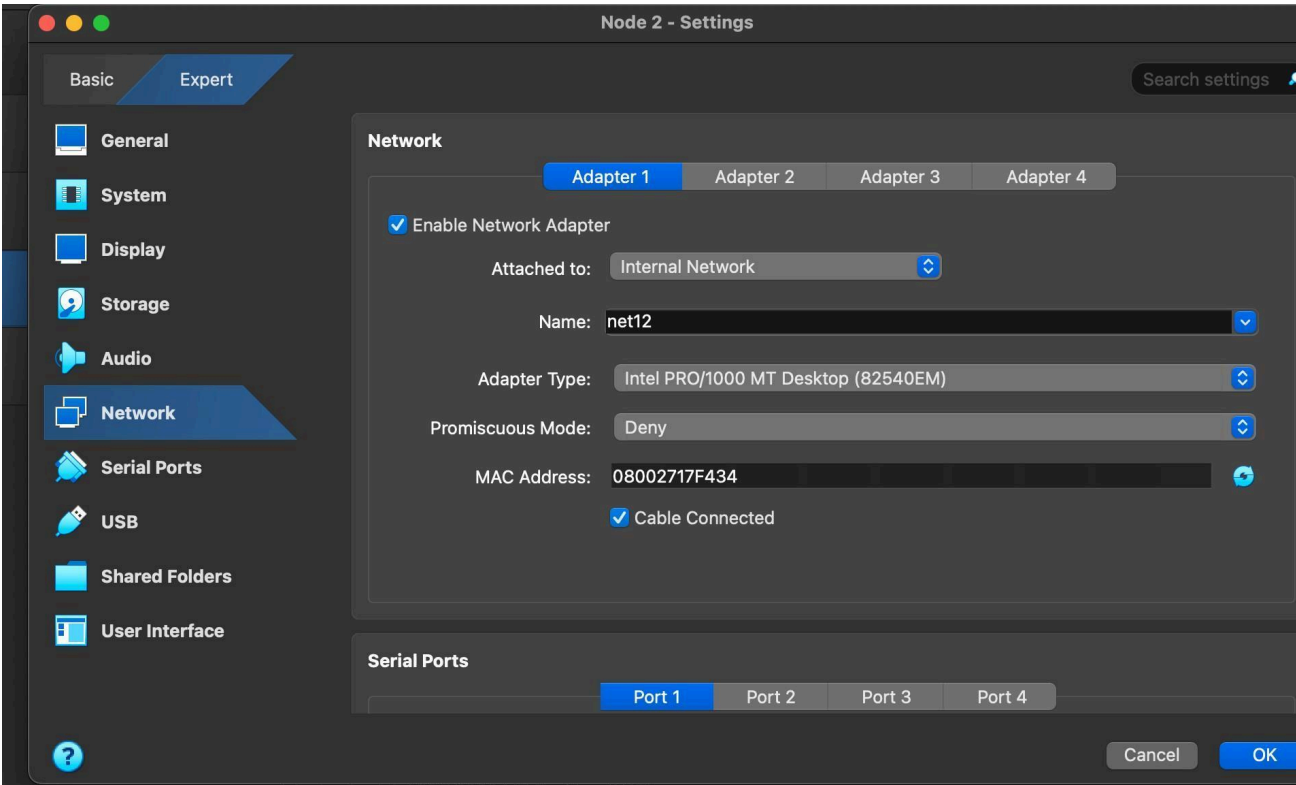 Node 2 - Settings
Basic
Expert
Search settings
General
System
Display
Storage
Audio
Network
Serial Ports
USB
Shared Folders
User Interface
Network
Adapter 1
Adapter 2
Adapter 3
Adapter 4
Enable Network Adapter
Attached to: Internal Network
Name: net12
Adapter Type: Intel PRO/1000 MT Desktop (82540EM)
Promiscuous Mode: Deny
MAC Address: 08002717F434
Cable Connected
Serial Ports
Port 1
Port 2
Port 3
Port 4
?
Cancel
OK